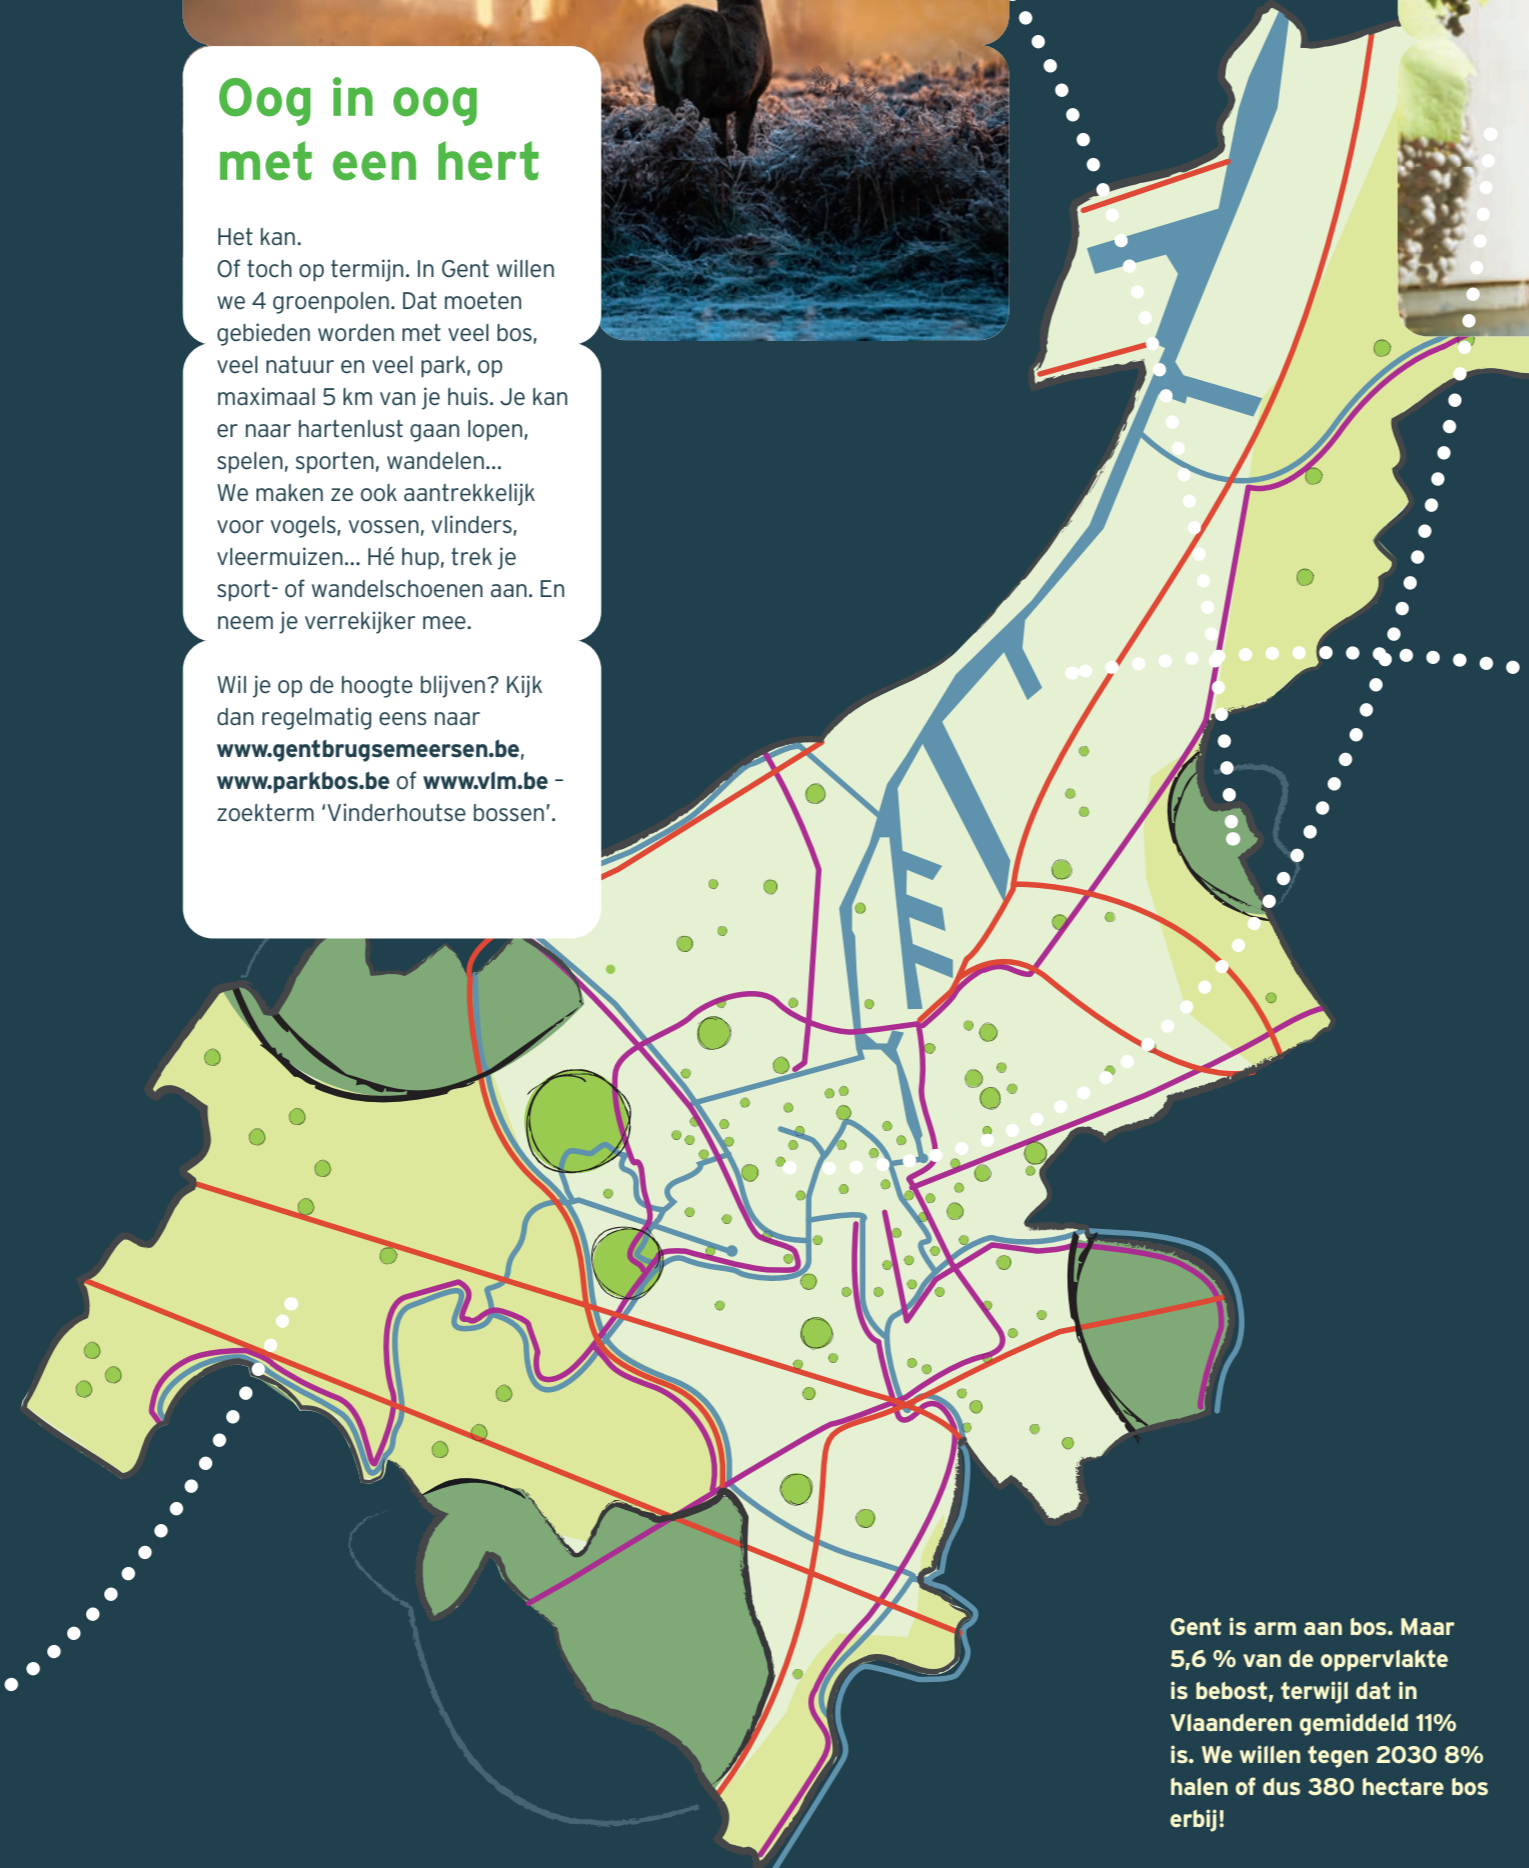 Oog in oog
met een hert
Het kan.
Of toch op termijn. In Gent willen
we 4 groenpolen. Dat moeten
gebieden worden met veel bos,
veel natuur en veel park, op
maximaal 5 km van je huis. Je kan
er naar hartenlust gaan lopen,
spelen, sporten, wandelen...
We maken ze ook aantrekkelijk
voor vogels, vossen, vlinders,
vleermuizen... Hé hup, trek je
sport- of wandelschoenen aan. En
neem je verrekijker mee.
Wil je op de hoogte blijven? Kijk
dan regelmatig eens naar
www.gentbrugsemeersen.be,
www.parkbos.be of www.vlm.be –
zoekterm ‘Vinderhoutse bossen’.
Gent is arm aan bos. Maar
5,6 % van de oppervlakte
is bebost, terwijl dat in
Vlaanderen gemiddeld 11%
is. We willen tegen 2030 8%
halen of dus 380 hectare bos
erbij!